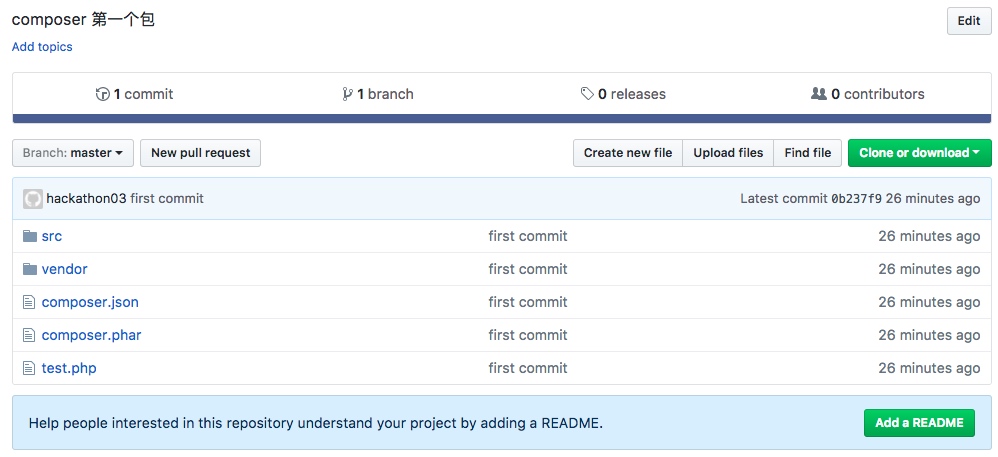 composer 第一个包
Edit
Add topics
1 commit
1 branch
0 releases
0 contributors
Branch: master
New pull request
Create new file
Upload files
Find file
Clone or download
hackathon03 first commit
Latest commit 0b237f9 26 minutes ago
src first commit 26 minutes ago
vendor first commit 26 minutes ago
composer.json first commit 26 minutes ago
composer.phar first commit 26 minutes ago
test.php first commit 26 minutes ago
Help people interested in this repository understand your project by adding a README.
Add a README